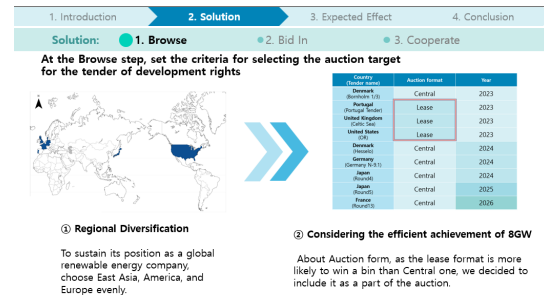 1. Introduction 2. Solution 3. Expected Effect 4. Conclusion
Solution: 1. Browse 2. Bid In 3. Cooperate
At the Browse step, set the criteria for selecting the auction target
for the tender of development rights
Country
(Tender name) Auction format Year
Denmark
(Bornholm 1/3) Central 2023
Portugal
(Portugal Tender) Lease 2023
United Kingdom
(Celtic Sea) Lease 2023
United States
(OR) Lease 2023
Denmark
(Hesselo) Central 2024
Germany
(Germany N-9.1) Central 2024
Japan
(Round4) Central 2024
Japan
(Round5) Central 2025
France
(Round13) Central 2026
① Regional Diversification
To sustain its position as a global
renewable energy company,
choose East Asia, America, and
Europe evenly.
② Considering the efficient achievement of 8GW
About Auction form, as the lease format is more
likely to win a bin than Central one, we decided to
include it as a part of the auction.